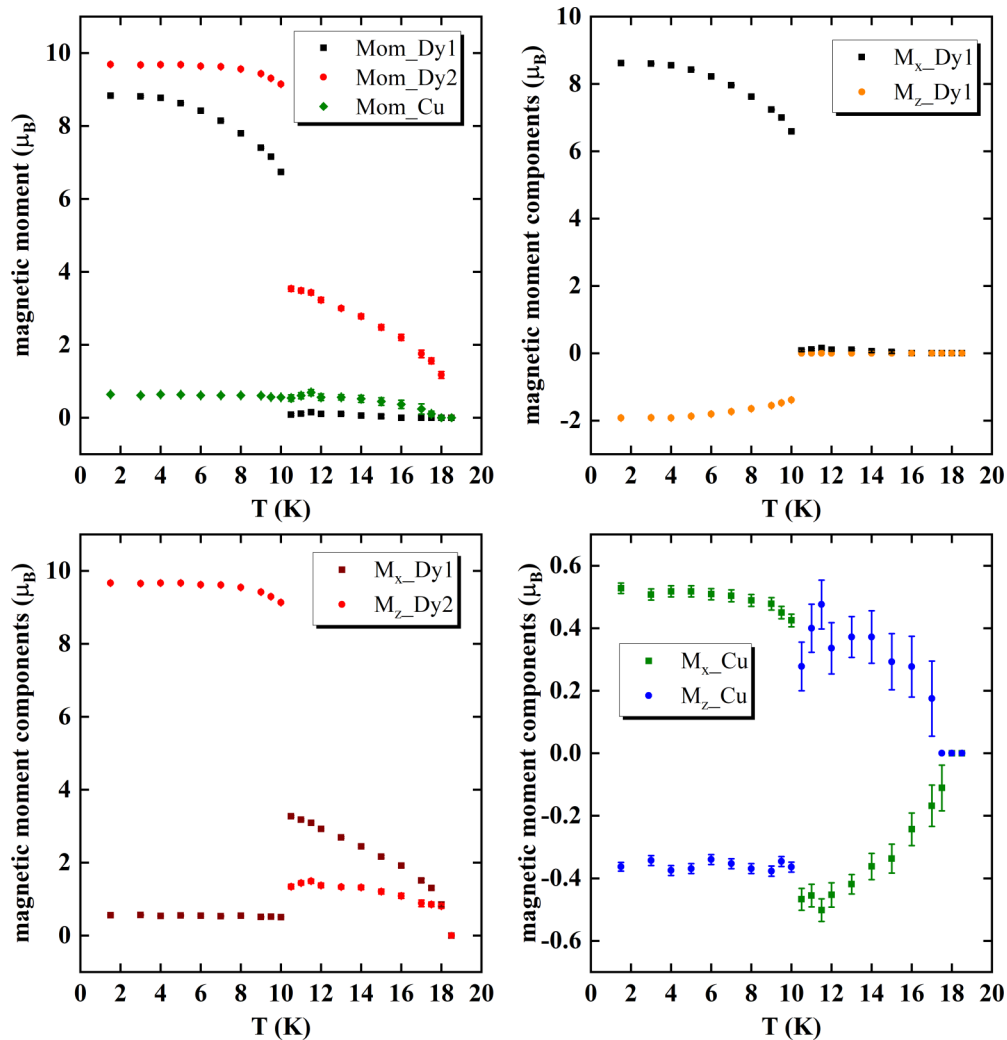 magnetic moment (μB)
10
8
6
4
2
0
Mom_Dy1
Mom_Dy2
Mom_Cu
0 2 4 6 8 10 12 14 16 18 20
T (K)
magnetic moment components (μB)
10
8
6
4
2
0
-2
Mx_Dy1
Mz_Dy1
0 2 4 6 8 10 12 14 16 18 20
T (K)
magnetic moment components (μB)
10
8
6
4
2
0
Mx_Dy1
Mz_Dy2
0 2 4 6 8 10 12 14 16 18 20
T (K)
magnetic moment components (μB)
0.6
0.4
0.2
0.0
-0.2
-0.4
-0.6
Mx_Cu
Mz_Cu
0 2 4 6 8 10 12 14 16 18 20
T (K)